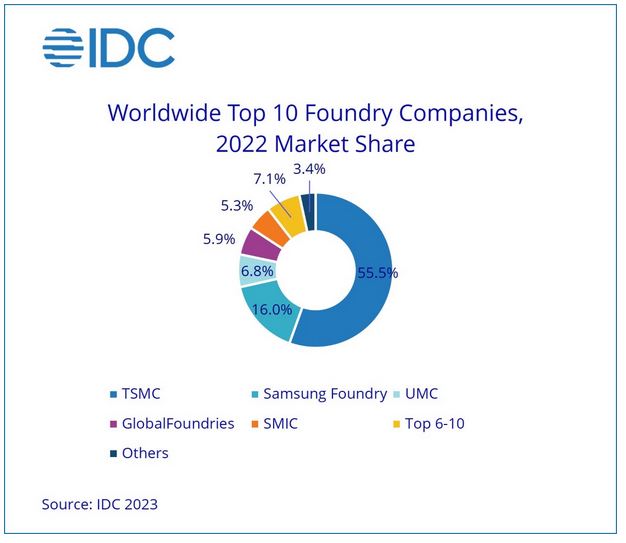 IDC
Worldwide Top 10 Foundry Companies,
2022 Market Share
3.4%
7.1%
5.3%
5.9%
6.8%
55.5%
16.0%
TSMC
Samsung Foundry
UMC
GlobalFoundries
SMIC
Top 6-10
Others
Source: IDC 2023